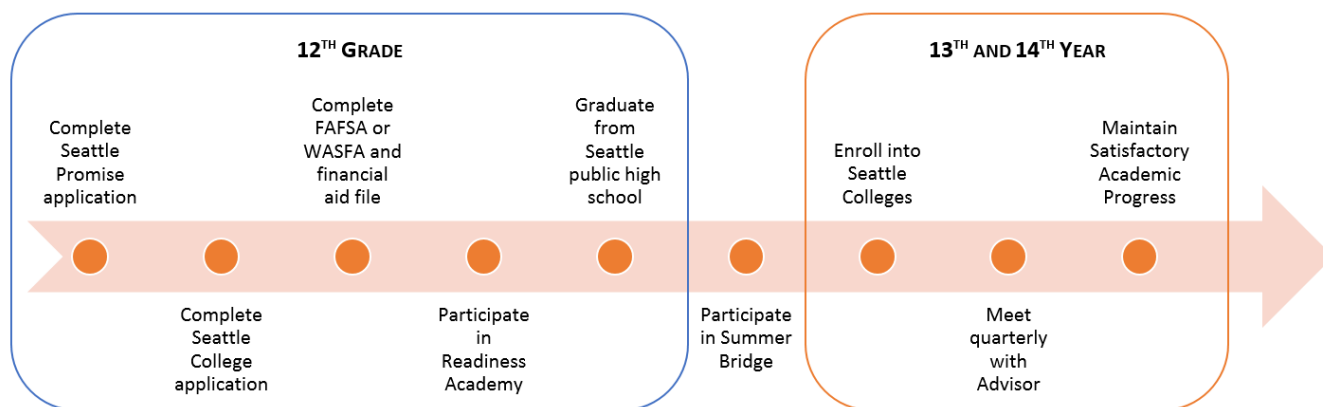 12TH GRADE
Complete
Seattle
Promise
application
Complete
Seattle
College
application
Complete
FAFSA or
WASFA and
financial
aid file
Participate
in
Readiness
Academy
Graduate
from
Seattle
public high
school
Participate
in Summer
Bridge
13TH AND 14TH YEAR
Enroll into
Seattle
Colleges
Meet
quarterly
with
Advisor
Maintain
Satisfactory
Academic
Progress